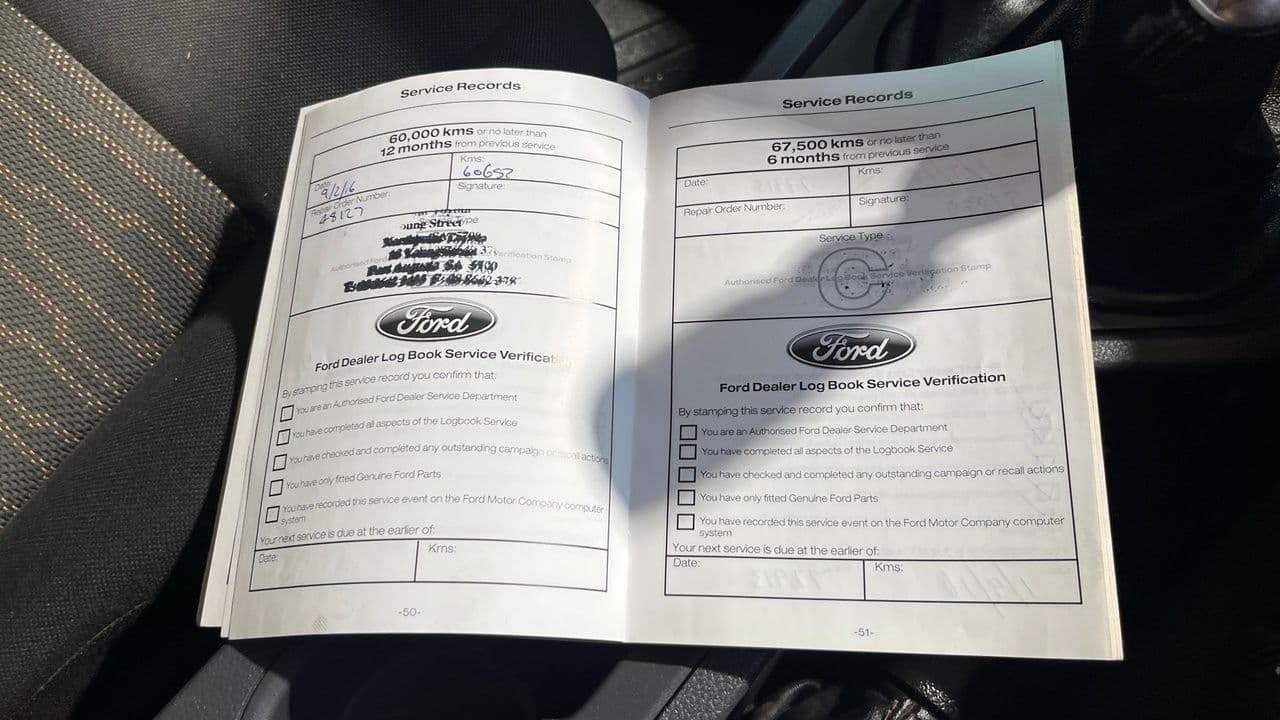 Service Records
60,000 kms or no later than
12 months from previous service
Date:
9/2/16
Kms:
60657
Repair Order Number:
48127
Signature:
oung Street
Authorised Ford
Verification Stamp
5700
Ford
Ford Dealer Log Book Service Verification
By stamping this service record you confirm that:
You are an Authorised Ford Dealer Service Department
You have completed all aspects of the Logbook Service
You have checked and completed any outstanding campaign or recall actions
You have only fitted Genuine Ford Parts
You have recorded this service event on the Ford Motor Company computer
system
Your next service is due at the earlier of:
Date:
Kms:
-50-
Service Records
67,500 kms or no later than
6 months from previous service
Date:
Kms:
Repair Order Number:
Signature:
Service Type
C
Authorised Ford Dealer Log Book Service Verification Stamp
Ford
Ford Dealer Log Book Service Verification
By stamping this service record you confirm that:
You are an Authorised Ford Dealer Service Department
You have completed all aspects of the Logbook Service
You have checked and completed any outstanding campaign or recall actions
You have only fitted Genuine Ford Parts
You have recorded this service event on the Ford Motor Company computer
system
Your next service is due at the earlier of:
Date:
Kms:
-51-